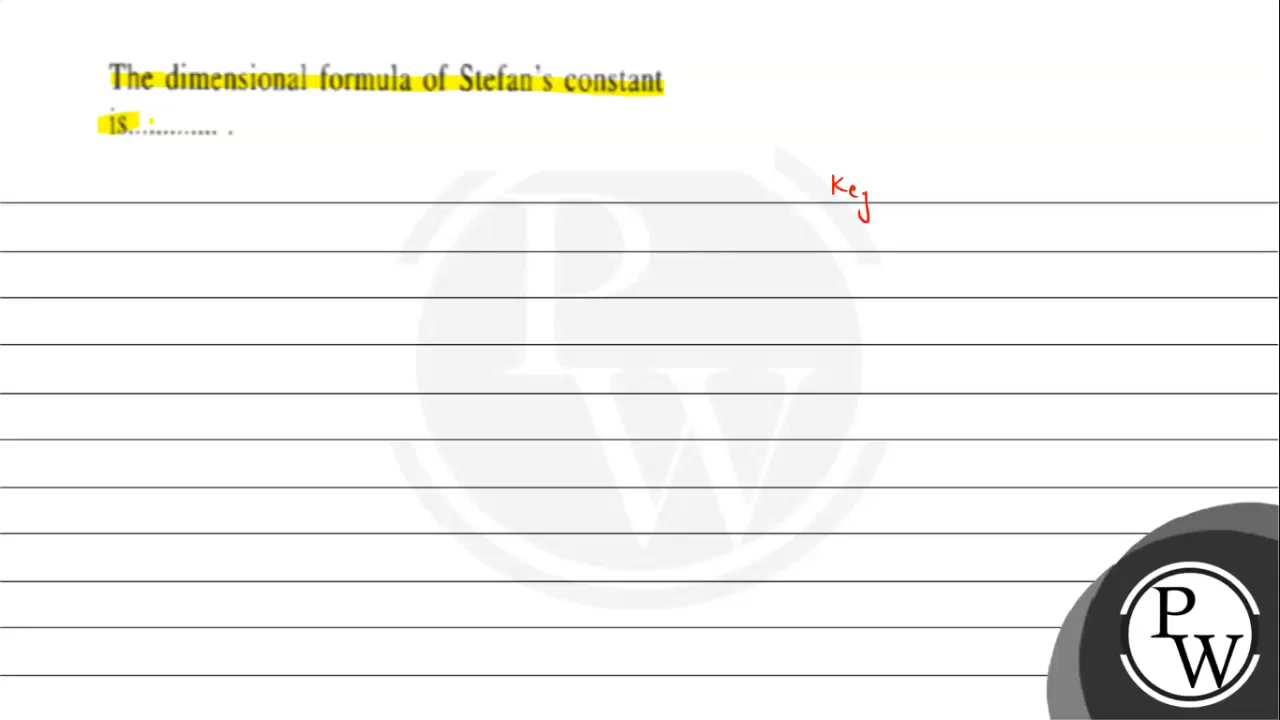 The dimensional formula of Stefan's constant
is............. .
Key
P
W
P
W